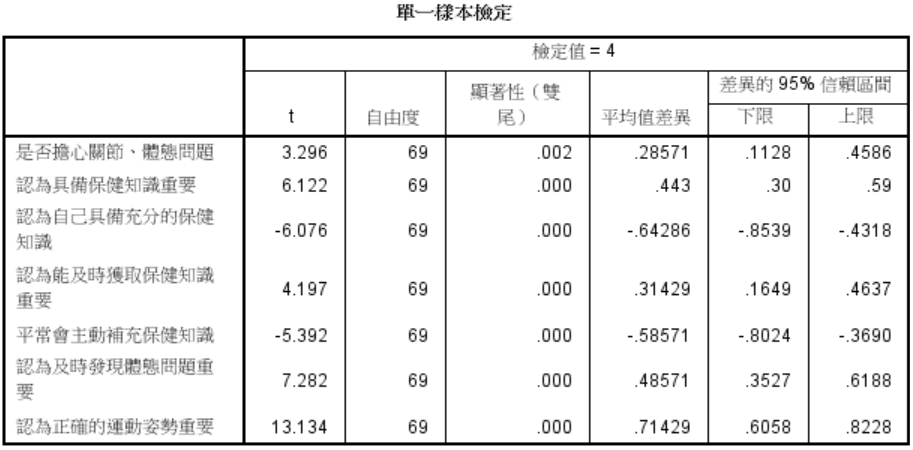 單一樣本檢定
檢定值 = 4
差異的 95% 信賴區間
t 自由度 顯著性（雙
尾） 平均值差異 下限 上限
是否擔心關節、體態問題 3.296 69 .002 .28571 .1128 .4586
認為具備保健知識重要 6.122 69 .000 .443 .30 .59
認為自己具備充分的保健
知識 -6.076 69 .000 -.64286 -.8539 -.4318
認為能及時獲取保健知識
重要 4.197 69 .000 .31429 .1649 .4637
平常會主動補充保健知識 -5.392 69 .000 -.58571 -.8024 -.3690
認為及時發現體態問題重
要 7.282 69 .000 .48571 .3527 .6188
認為正確的運動姿勢重要 13.134 69 .000 .71429 .6058 .8228